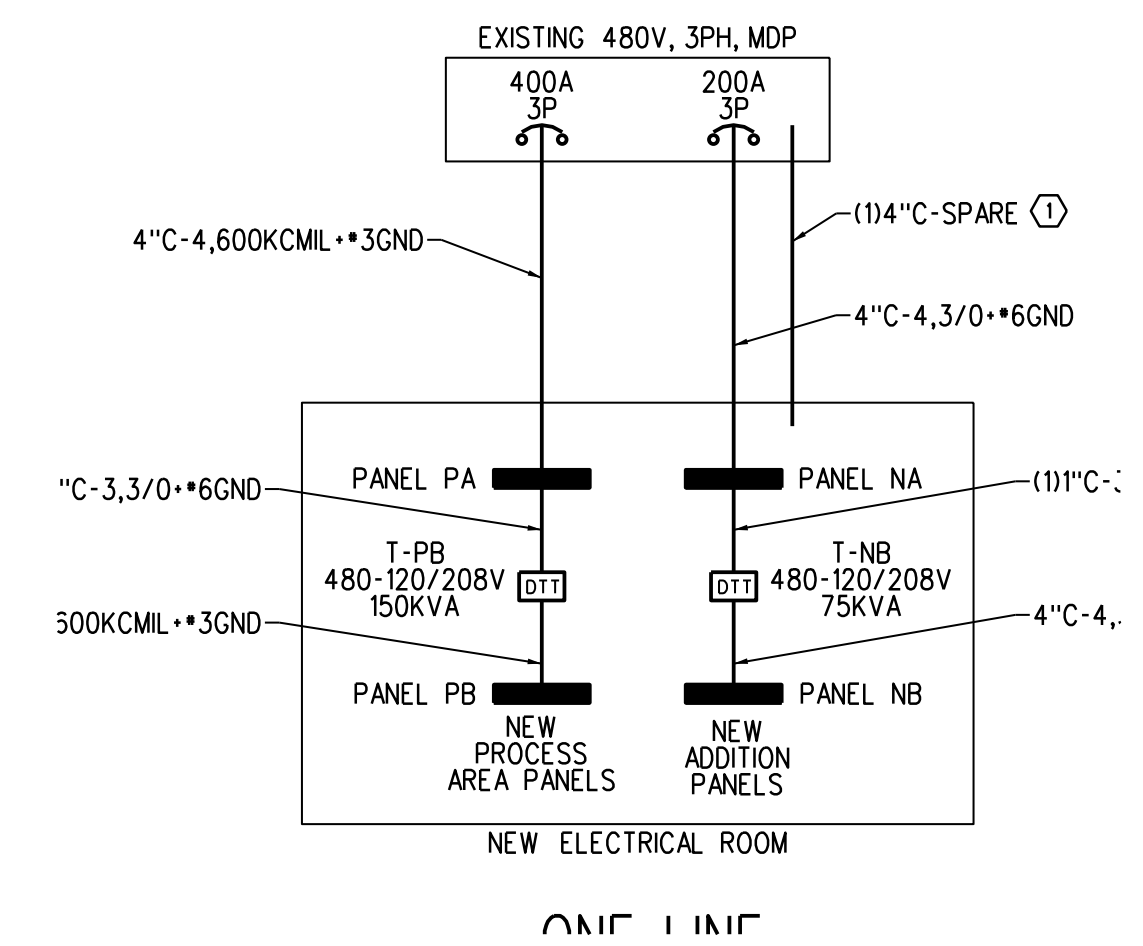 EXISTING 480V, 3PH, MDP
400A
3P
200A
3P
(1)4"C-SPARE 1
4"C-4,600KCMIL+#3GND
4"C-4,3/0+#6GND
"C-3,3/0+#6GND
PANEL PA
PANEL NA
(1)1"C-
T-PB
480-120/208V
150KVA
DTT
DTT
T-NB
480-120/208V
75KVA
600KCMIL+#3GND
4"C-4,
PANEL PB
PANEL NB
NEW
PROCESS
AREA PANELS
NEW
ADDITION
PANELS
NEW ELECTRICAL ROOM
ONE LINE